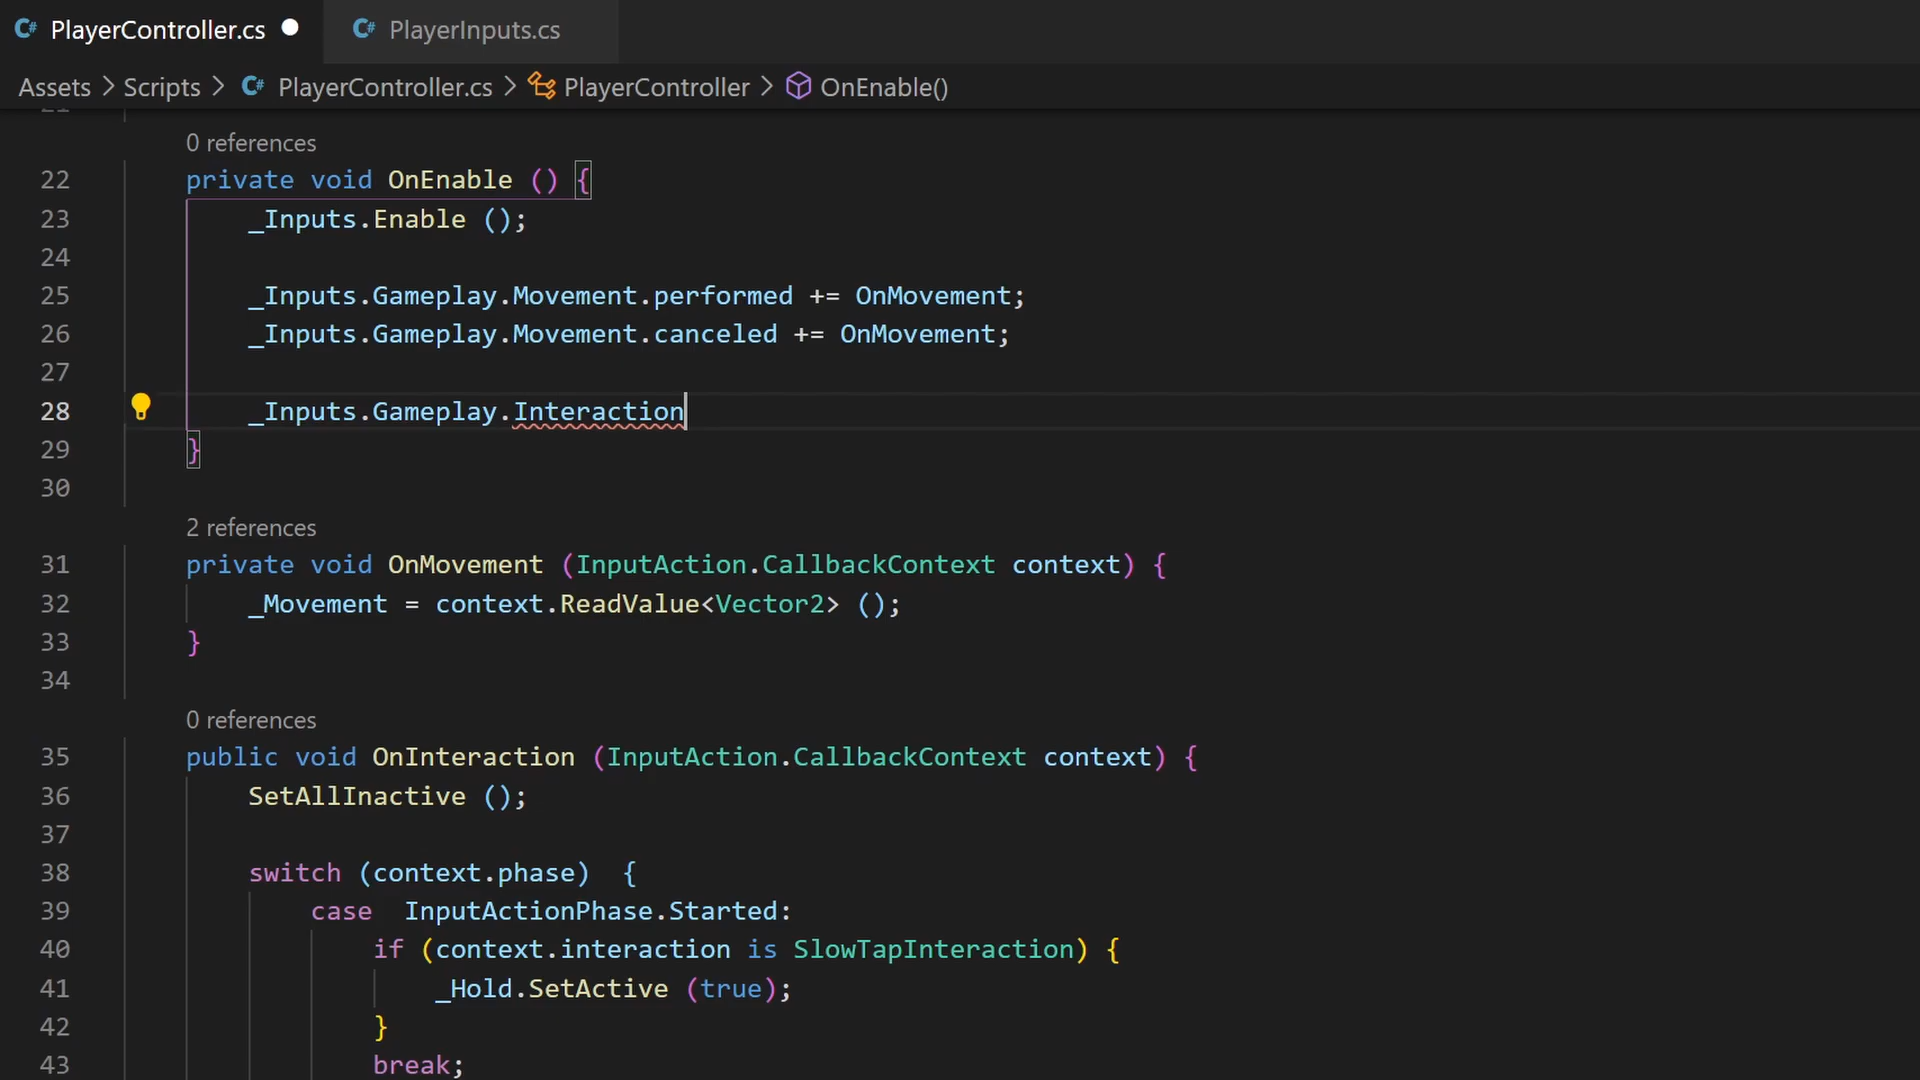 PlayerController.cs
PlayerInputs.cs
Assets > Scripts > PlayerController.cs > PlayerController > OnEnable()
21
0 references
22 private void OnEnable () {
23 _Inputs.Enable ();
24
25 _Inputs.Gameplay.Movement.performed += OnMovement;
26 _Inputs.Gameplay.Movement.canceled += OnMovement;
27
28 _Inputs.Gameplay.Interaction
29 }
30
2 references
31 private void OnMovement (InputAction.CallbackContext context) {
32 _Movement = context.ReadValue<Vector2> ();
33 }
34
0 references
35 public void OnInteraction (InputAction.CallbackContext context) {
36 SetAllInactive ();
37
38 switch (context.phase)  {
39 case  InputActionPhase.Started:
40 if (context.interaction is SlowTapInteraction) {
41 _Hold.SetActive (true);
42 }
43 break;